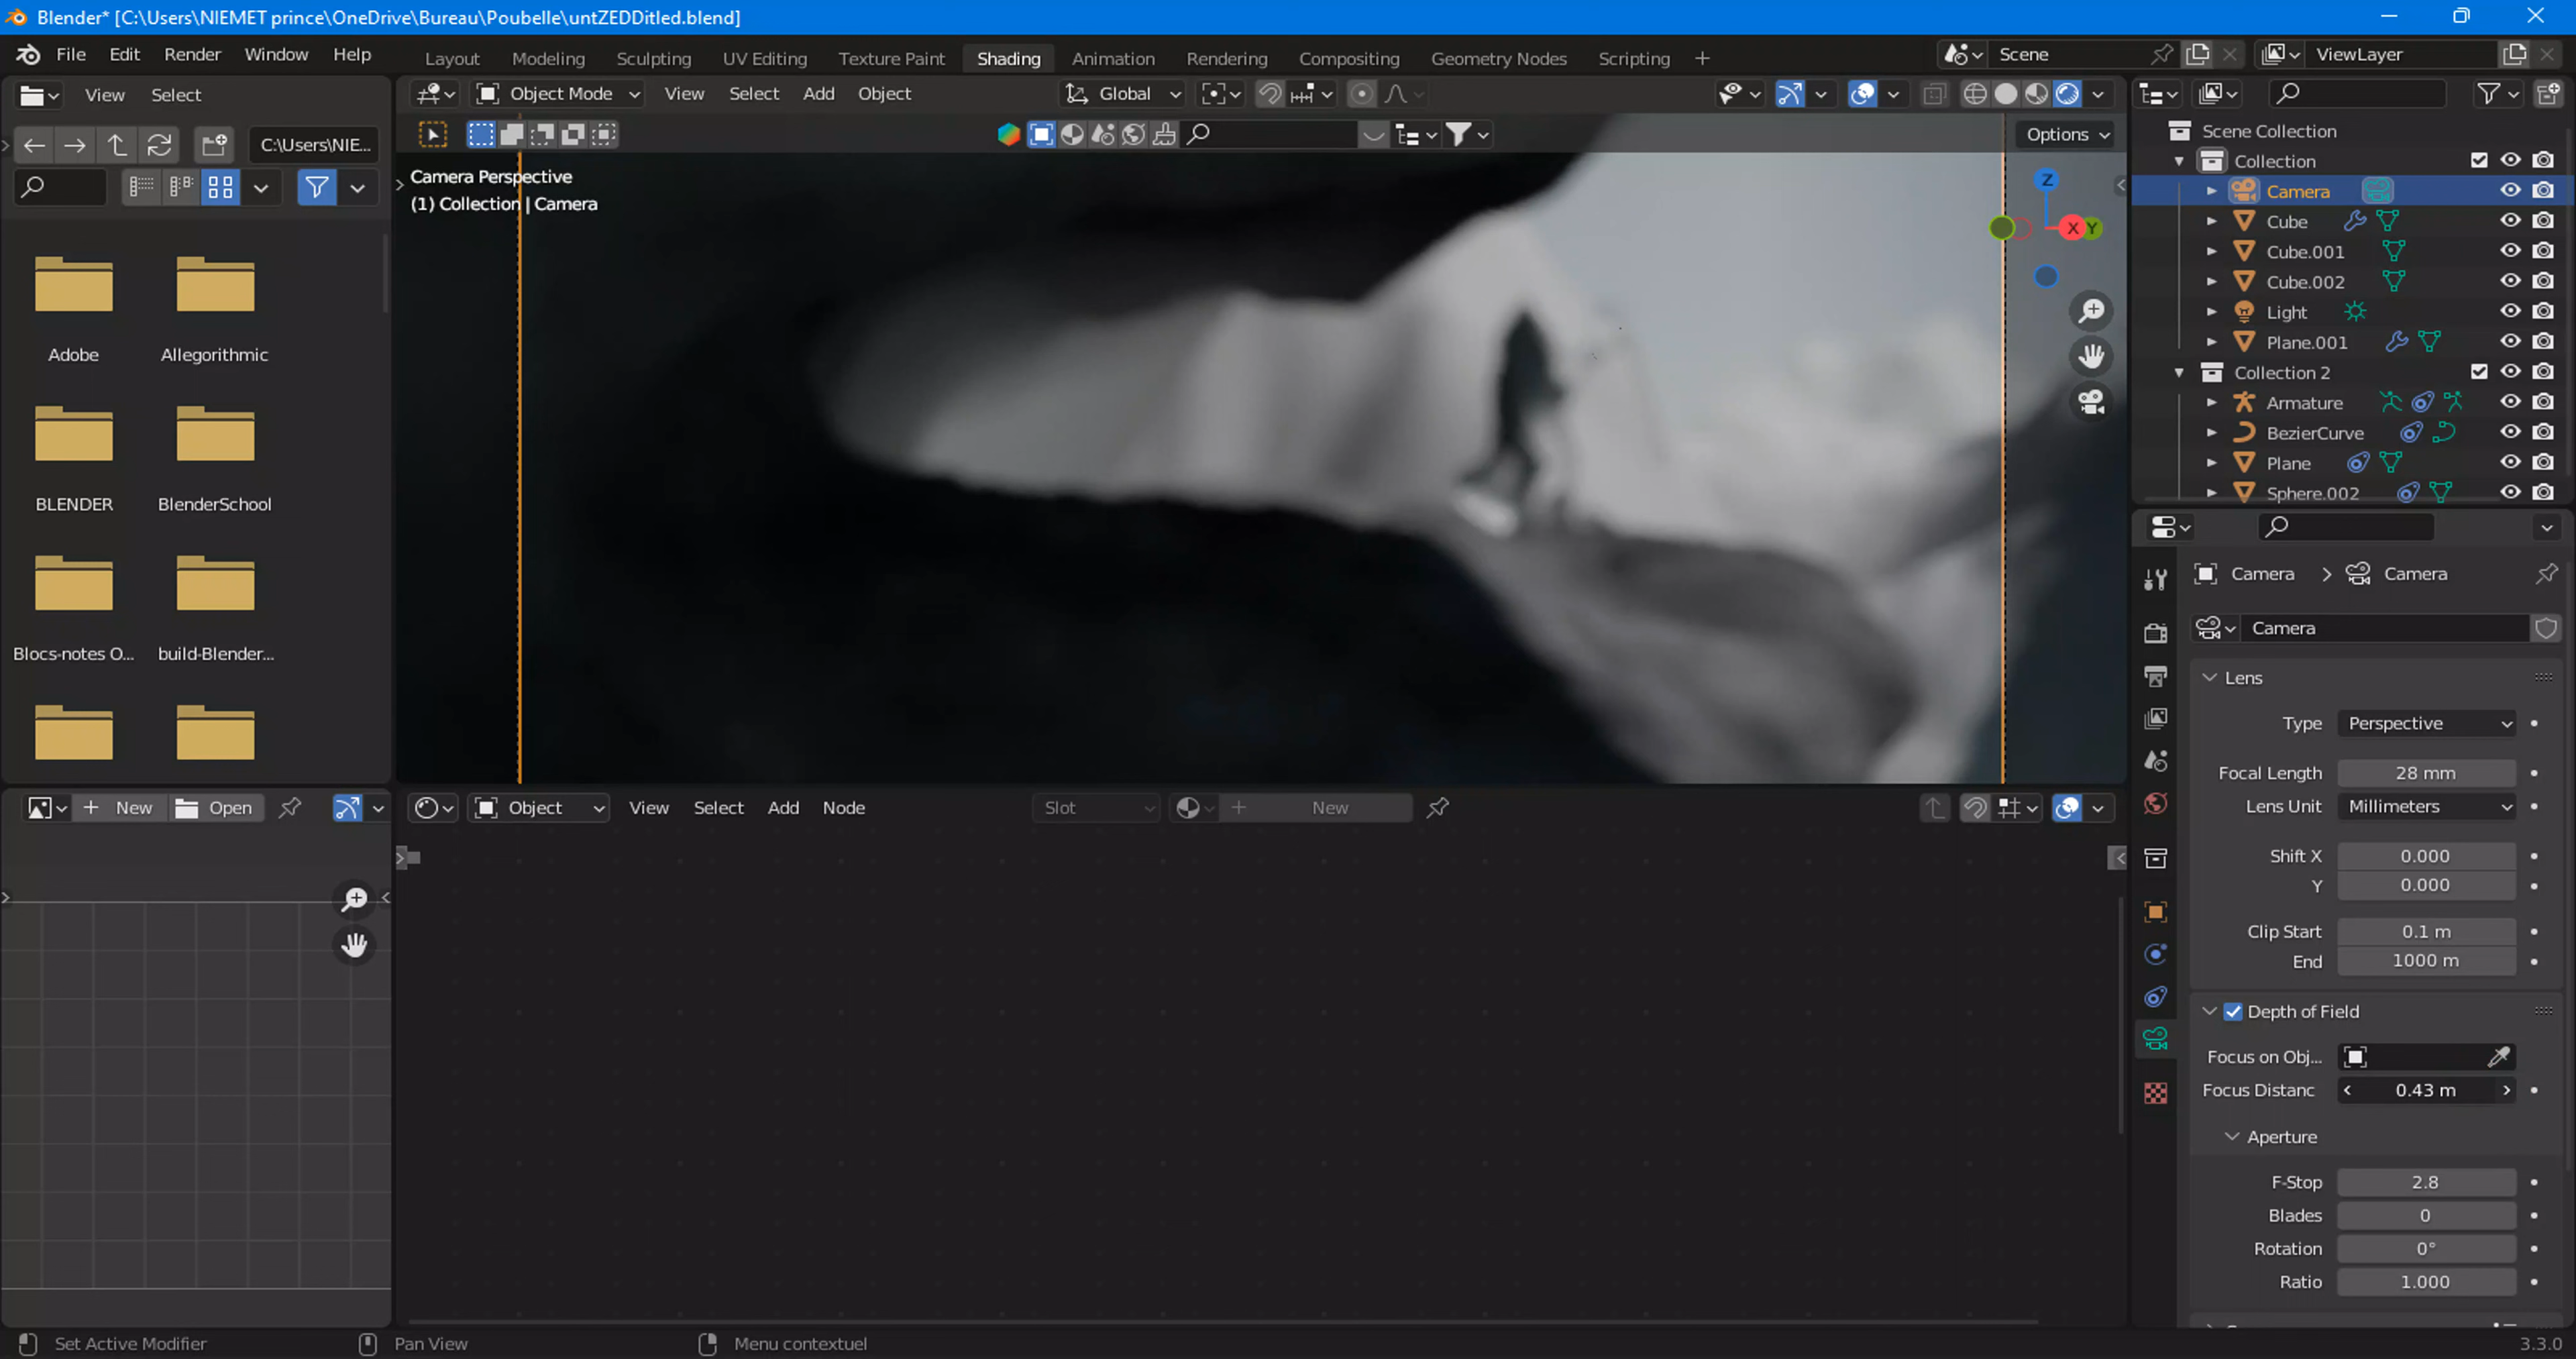 Blender* [C:\Users\NIEMET prince\OneDrive\Bureau\Poubelle\untZEDDitled.blend]
File Edit Render Window Help
Layout Modeling Sculpting UV Editing Texture Paint Shading Animation Rendering Compositing Geometry Nodes Scripting
Scene
ViewLayer
View Select
Object Mode View Select Add Object
Global
C:\Users\NIE...
Options
Camera Perspective
(1) Collection | Camera
Z
X
Y
Adobe
Allegorithmic
BLENDER
BlenderSchool
Blocs-notes O...
build-Blender...
Scene Collection
Collection
Camera
Cube
Cube.001
Cube.002
Light
Plane.001
Collection 2
Armature
BezierCurve
Plane
Sphere.002
Camera Camera
Camera
Lens
Type Perspective
Focal Length 28 mm
Lens Unit Millimeters
Shift X 0.000
Y 0.000
Clip Start 0.1 m
End 1000 m
Depth of Field
Focus on Obj...
Focus Distanc 0.43 m
Aperture
F-Stop 2.8
Blades 0
Rotation 0°
Ratio 1.000
New Open
Object View Select Add Node
Slot
New
Set Active Modifier
Pan View
Menu contextuel
3.3.0